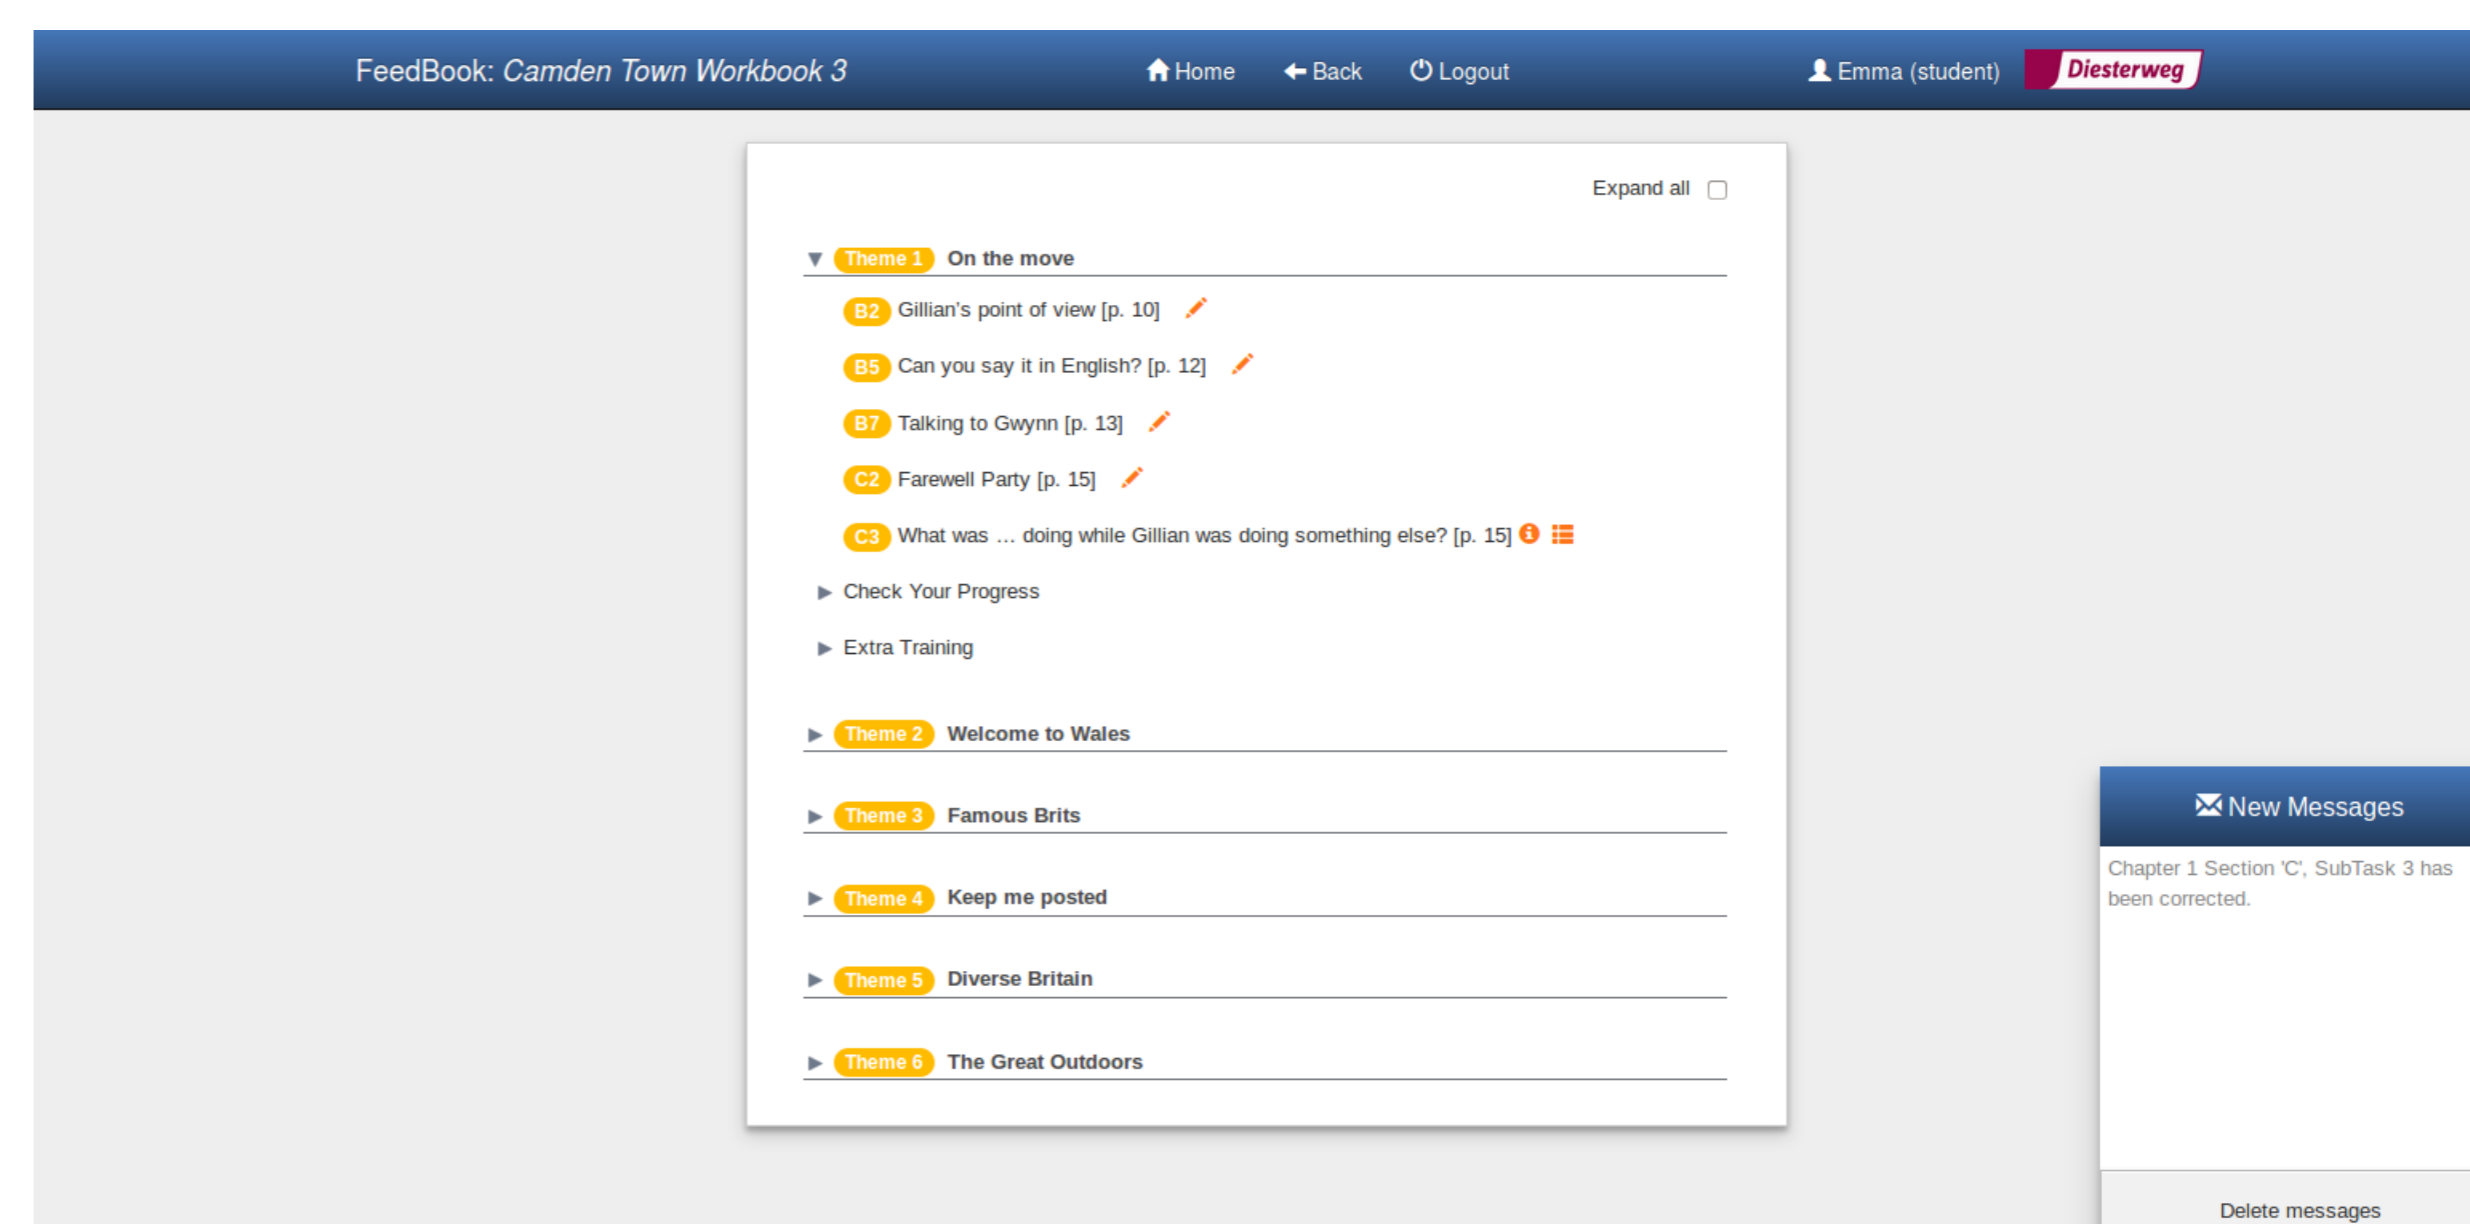 FeedBook: Camden Town Workbook 3 Home Back Logout Emma (student) Diesterweg
Expand all
Theme 1 On the move
B2 Gillian's point of view [p. 10]
B5 Can you say it in English? [p. 12]
B7 Talking to Gwynn [p. 13]
C2 Farewell Party [p. 15]
C3 What was … doing while Gillian was doing something else? [p. 15]
Check Your Progress
Extra Training
Theme 2 Welcome to Wales
Theme 3 Famous Brits
Theme 4 Keep me posted
Theme 5 Diverse Britain
Theme 6 The Great Outdoors
New Messages
Chapter 1 Section 'C', SubTask 3 has
been corrected.
Delete messages